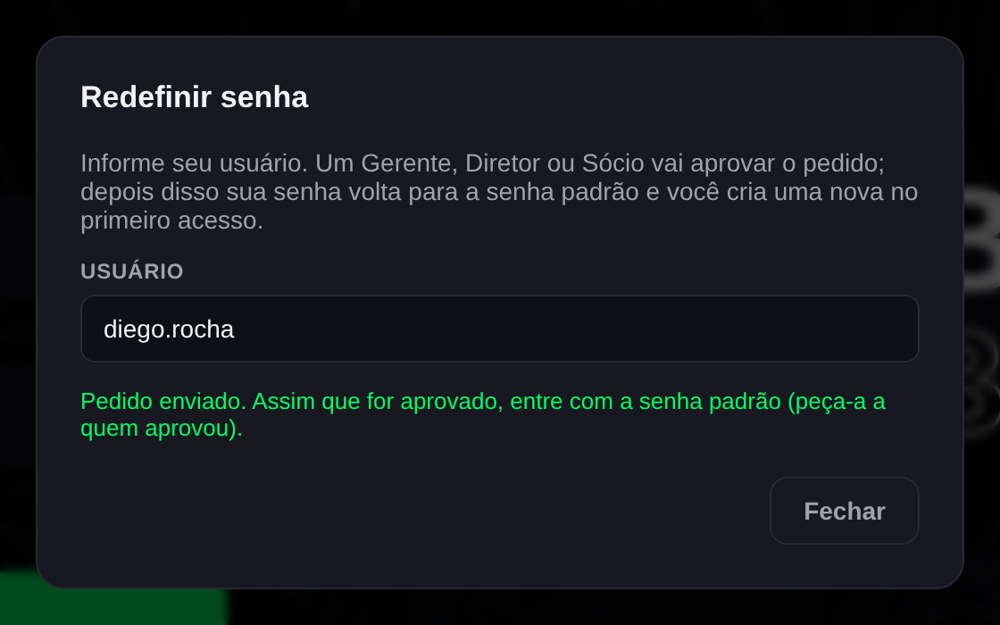 Redefinir senha
Informe seu usuário. Um Gerente, Diretor ou Sócio vai aprovar o pedido;
depois disso sua senha volta para a senha padrão e você cria uma nova no
primeiro acesso.
USUÁRIO
diego.rocha
Pedido enviado. Assim que for aprovado, entre com a senha padrão (peça-a a
quem aprovou).
Fechar